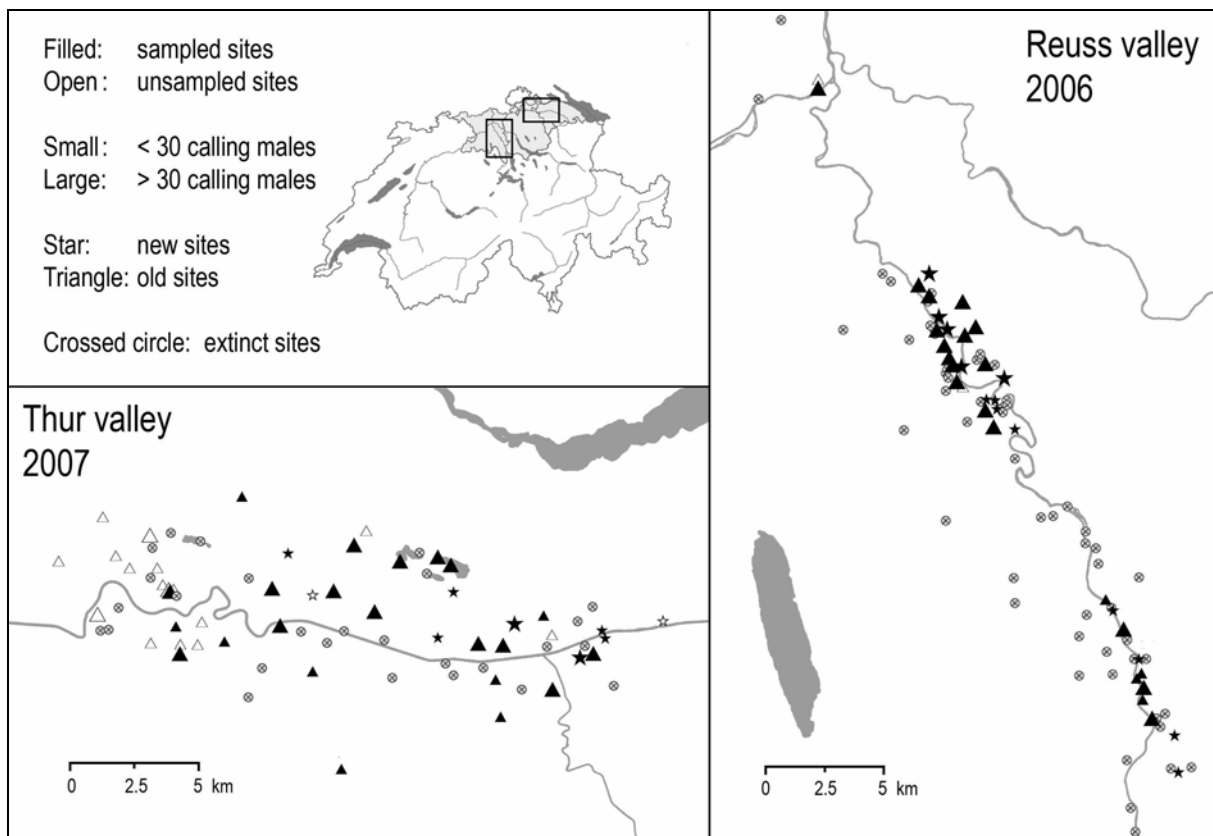 Filled: sampled sites
Open : unsampled sites
Small : < 30 calling males
Large: > 30 calling males
Star: new sites
Triangle: old sites
Crossed circle: extinct sites
Thur valley
2007
0 2.5 5 km
Reuss valley
2006
0 2.5 5 km